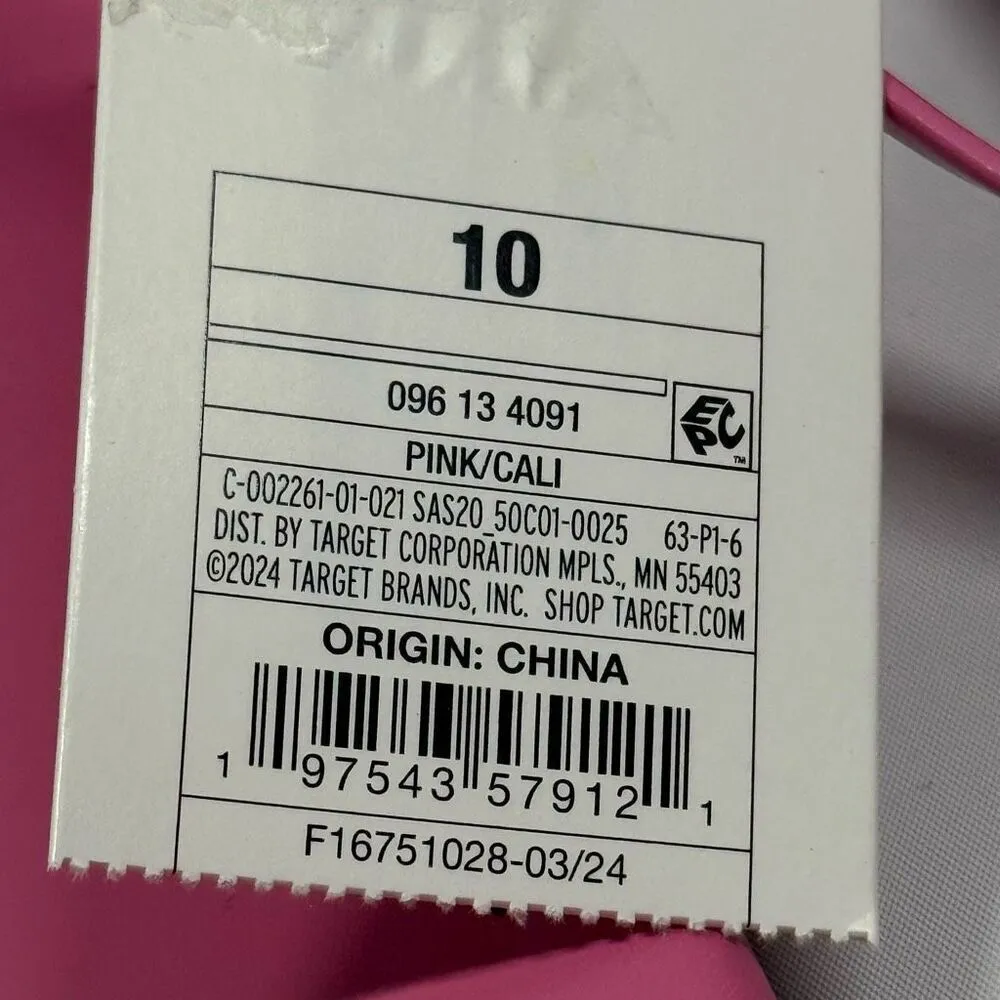 10
096 13 4091
EPC™
PINK/CALI
C-002261-01-021 SAS20_50C01-0025 63-P1-6
DIST. BY TARGET CORPORATION MPLS., MN 55403
©2024 TARGET BRANDS, INC. SHOP TARGET.COM
ORIGIN: CHINA
1 97543 57912 1
F16751028-03/24